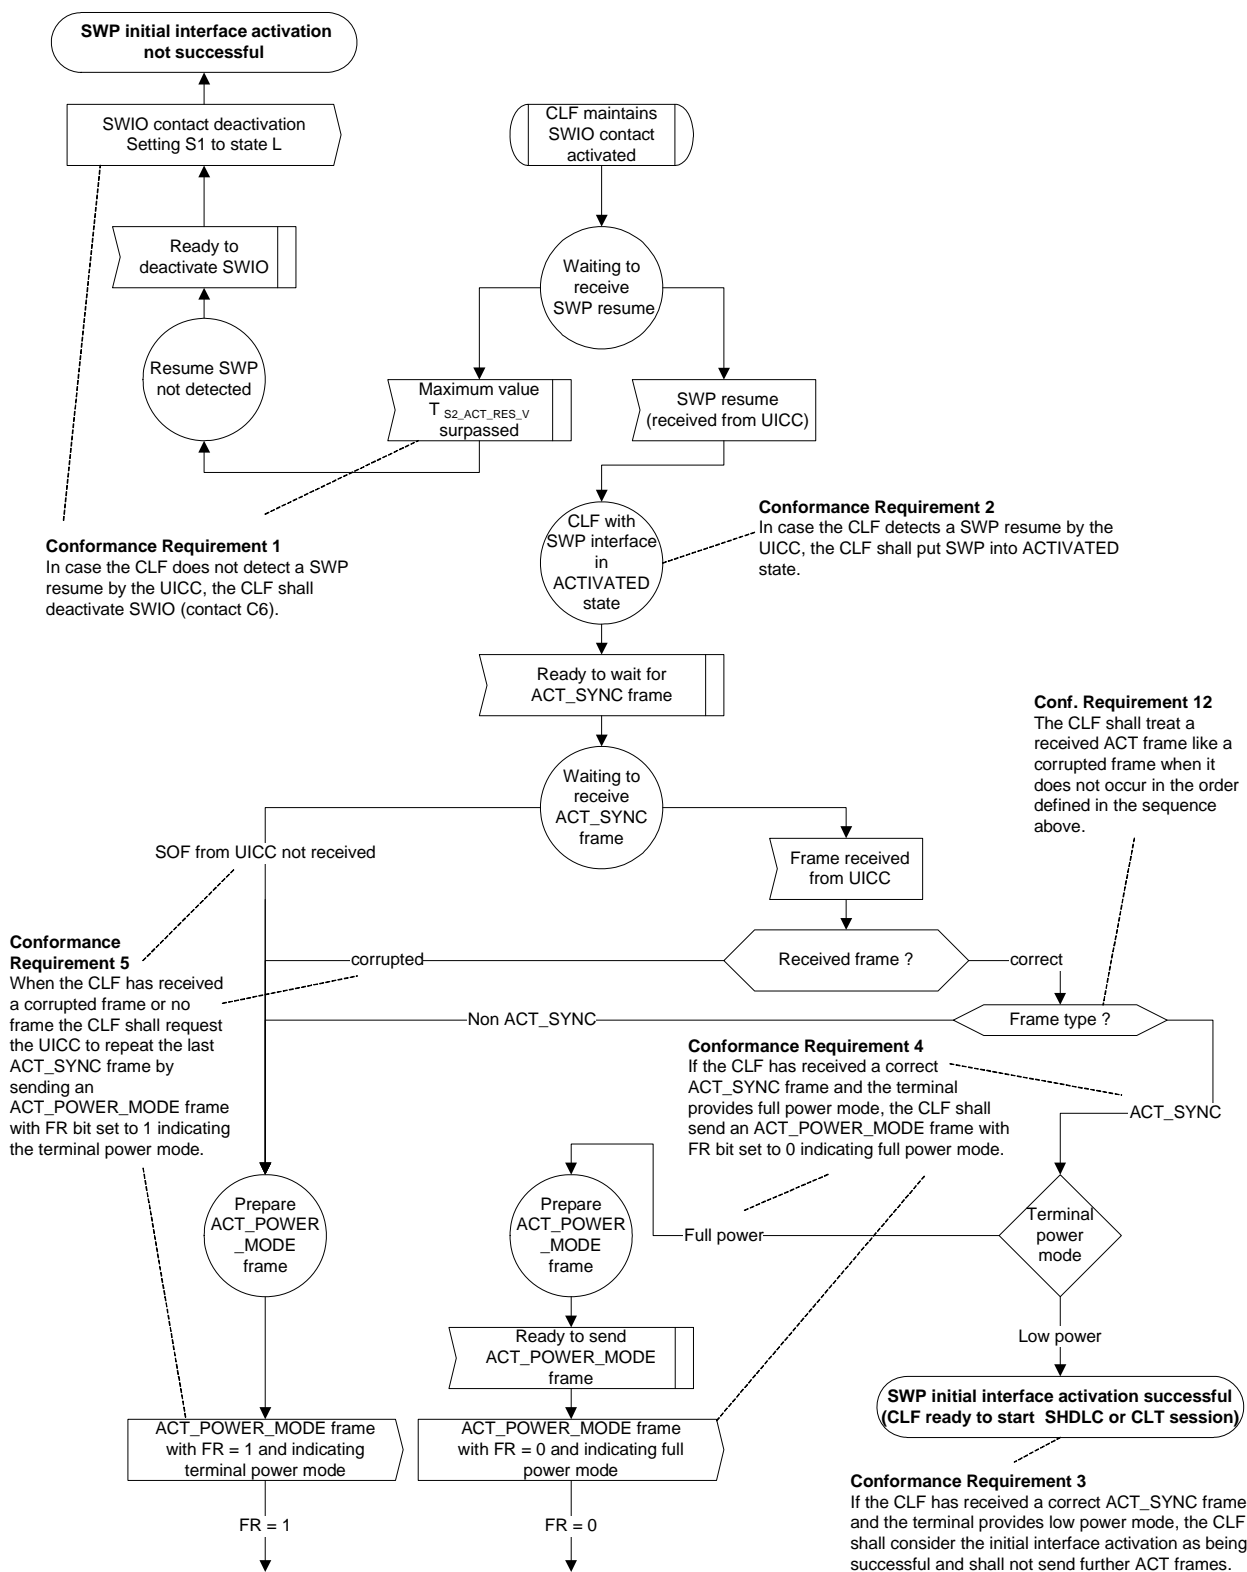 SWP initial interface activation
not successful
SWIO contact deactivation
Setting S1 to state L
CLF maintains
SWIO contact
activated
Ready to
deactivate SWIO
Waiting to
receive
SWP resume
Resume SWP
not detected
Maximum value
T S2_ACT_RES_V
surpassed
SWP resume
(received from UICC)
Conformance Requirement 1
In case the CLF does not detect a SWP
resume by the UICC, the CLF shall
deactivate SWIO (contact C6).
CLF with
SWP interface
in
ACTIVATED
state
Conformance Requirement 2
In case the CLF detects a SWP resume by the
UICC, the CLF shall put SWP into ACTIVATED
state.
Ready to wait for
ACT_SYNC frame
Conf. Requirement 12
The CLF shall treat a
received ACT frame like a
corrupted frame when it
does not occur in the order
defined in the sequence
above.
Waiting to
receive
ACT_SYNC
frame
SOF from UICC not received
Frame received
from UICC
Conformance
Requirement 5
When the CLF has received
a corrupted frame or no
frame the CLF shall request
the UICC to repeat the last
ACT_SYNC frame by
sending an
ACT_POWER_MODE frame
with FR bit set to 1 indicating
the terminal power mode.
corrupted
Received frame ?
correct
Non ACT_SYNC
Frame type ?
Conformance Requirement 4
If the CLF has received a correct
ACT_SYNC frame and the terminal
provides full power mode, the CLF shall
send an ACT_POWER_MODE frame with
FR bit set to 0 indicating full power mode.
ACT_SYNC
Prepare
ACT_POWER
_MODE
frame
Prepare
ACT_POWER
_MODE
frame
Full power
Terminal
power
mode
Ready to send
ACT_POWER_MODE
frame
Low power
SWP initial interface activation successful
(CLF ready to start SHDLC or CLT session)
ACT_POWER_MODE frame
with FR = 1 and indicating
terminal power mode
ACT_POWER_MODE frame
with FR = 0 and indicating full
power mode
Conformance Requirement 3
If the CLF has received a correct ACT_SYNC frame
and the terminal provides low power mode, the CLF
shall consider the initial interface activation as being
successful and shall not send further ACT frames.
FR = 1
FR = 0